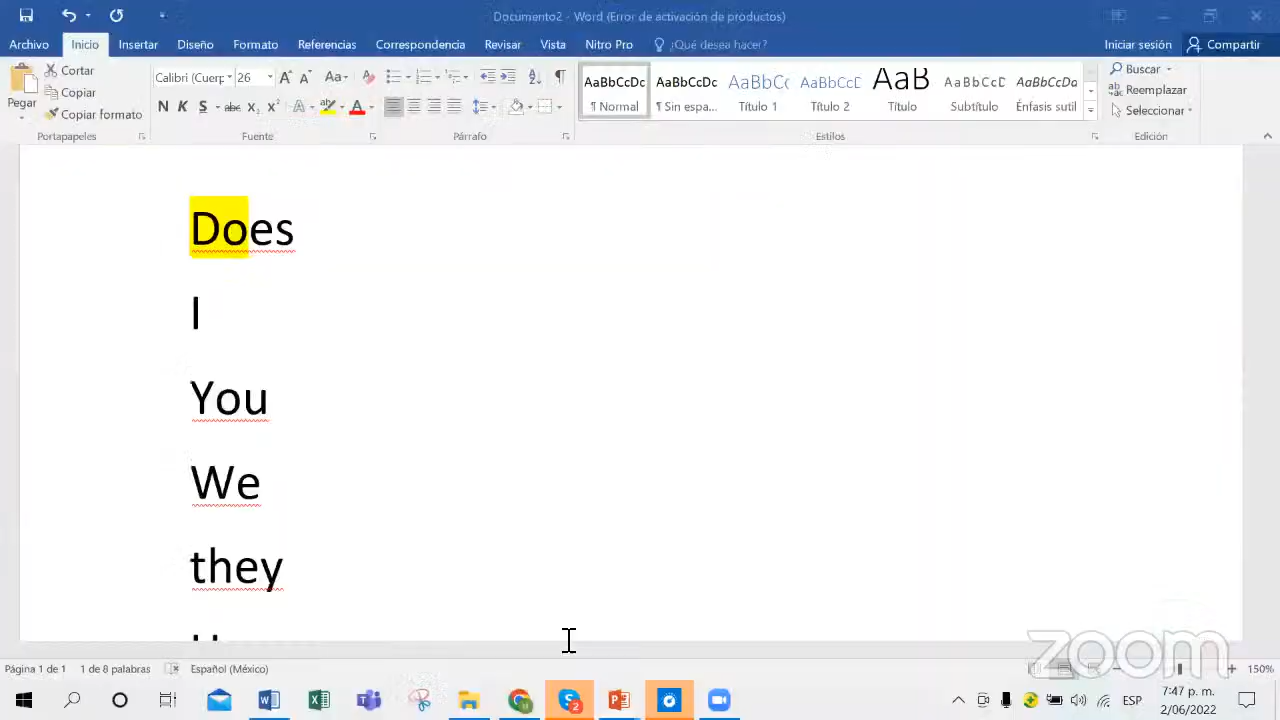 Documento2 - Word (Error de activación de productos)
Archivo Inicio Insertar Diseño Formato Referencias Correspondencia Revisar Vista Nitro Pro ¿Qué desea hacer? Iniciar sesión Compartir
Pegar Cortar Copiar Copiar formato
Calibri (Cuerp 26
N K S abc X₂ X²
AaBbCcDc AaBbCcDc AaBbCc AaBbCcC AaB AaBbCcD AaBbCcDa
¶ Normal ¶ Sin espa... Título 1 Título 2 Título Subtítulo Énfasis sutil
Buscar Reemplazar Seleccionar
Portapapeles Fuente Párrafo Estilos Edición
Does
I
You
We
they
zoom
Página 1 de 1 1 de 8 palabras Español (México) 150%
ESP 7:47 p. m.
2/06/2022